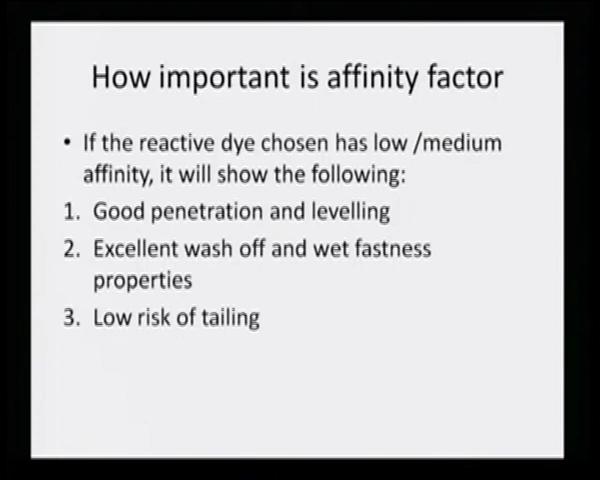 How important is affinity factor
• If the reactive dye chosen has low /medium
affinity, it will show the following:
1. Good penetration and levelling
2. Excellent wash off and wet fastness
properties
3. Low risk of tailing